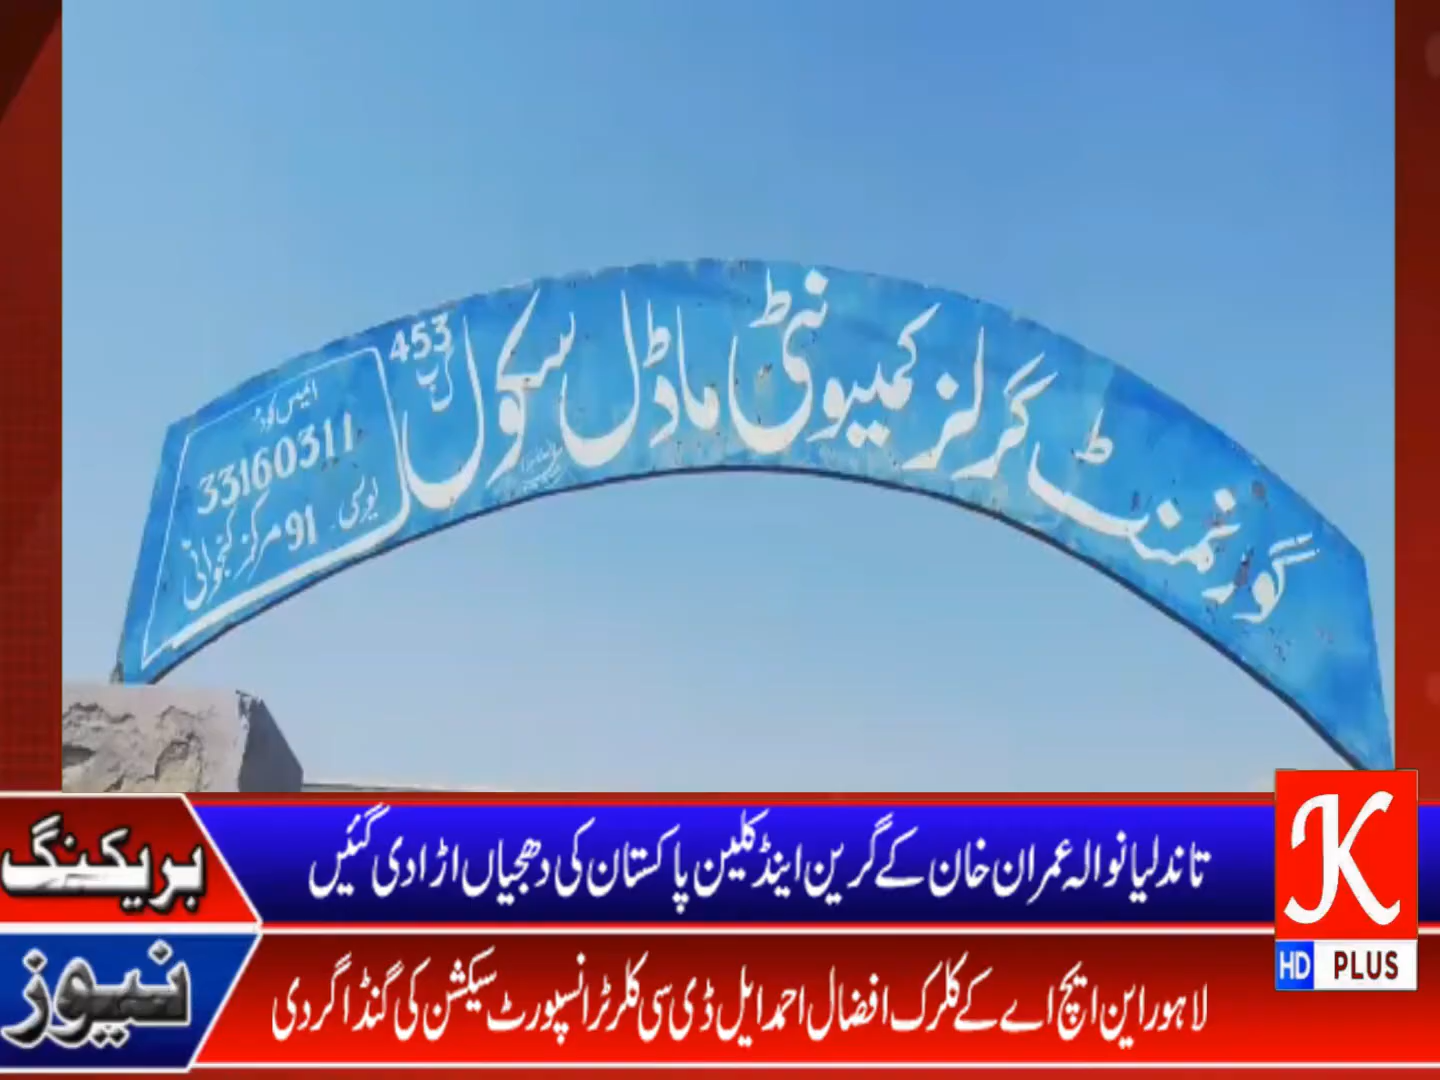 گورنمنٹ گرلز کمیونٹی ماڈل سکول
453
ل ب
ایمس کوڈ
33160311
یوسی 91 مرکز کنجوانی
بریکنگ
نیوز
تاندلیانوالہ عمران خان کے گرین اینڈ کلین پاکستان کی دھجیاں اڑا دی گئیں
لاہور این ایچ اے کے کلرک افضال احمد ایل ڈی سی کلر ٹرانسپورٹ سیکشن کی گنڈا گردی
K
HD PLUS